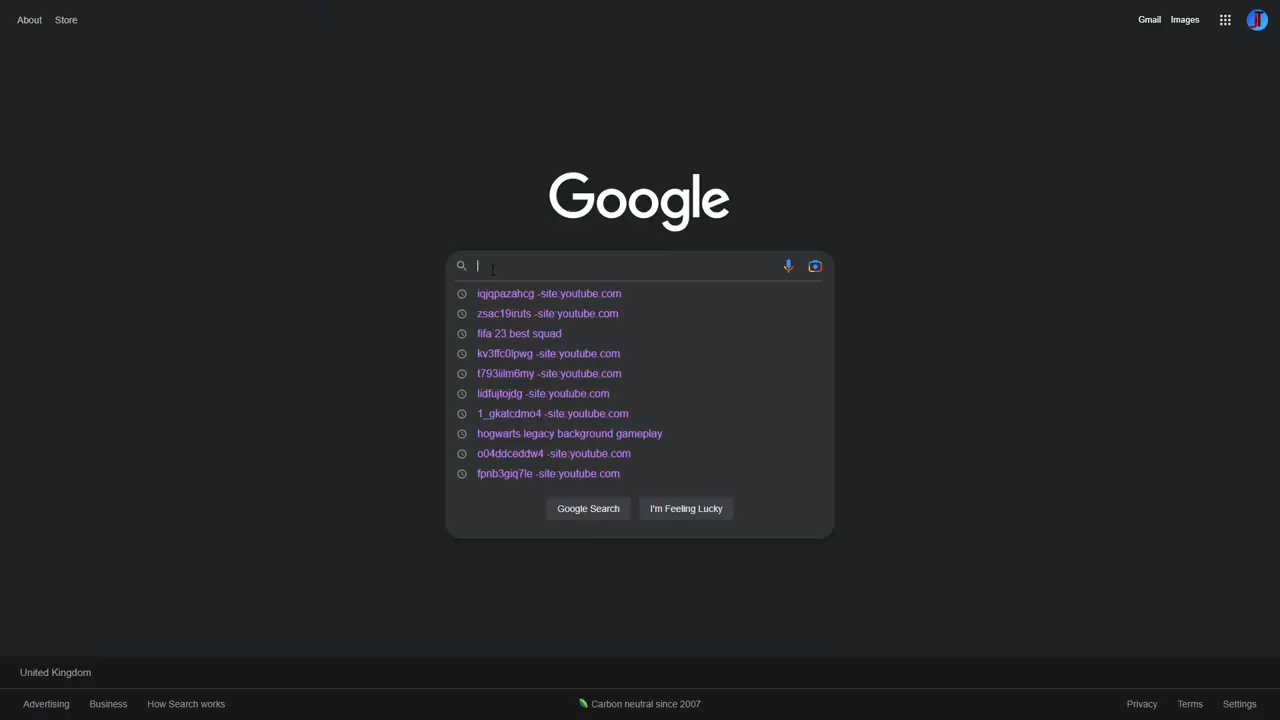 About Store
Gmail Images
Google
iqjqpazahcg -site:youtube.com
zsac19iruts -site:youtube.com
fifa 23 best squad
kv3ffc0lpwg -site:youtube.com
t793iilm6my -site:youtube.com
lidfujtojdg -site:youtube.com
1_gkatcdmo4 -site:youtube.com
hogwarts legacy background gameplay
o04ddceddw4 -site:youtube.com
fpnb3giq7le -site:youtube.com
Google Search I'm Feeling Lucky
United Kingdom
Advertising Business How Search works Carbon neutral since 2007 Privacy Terms Settings